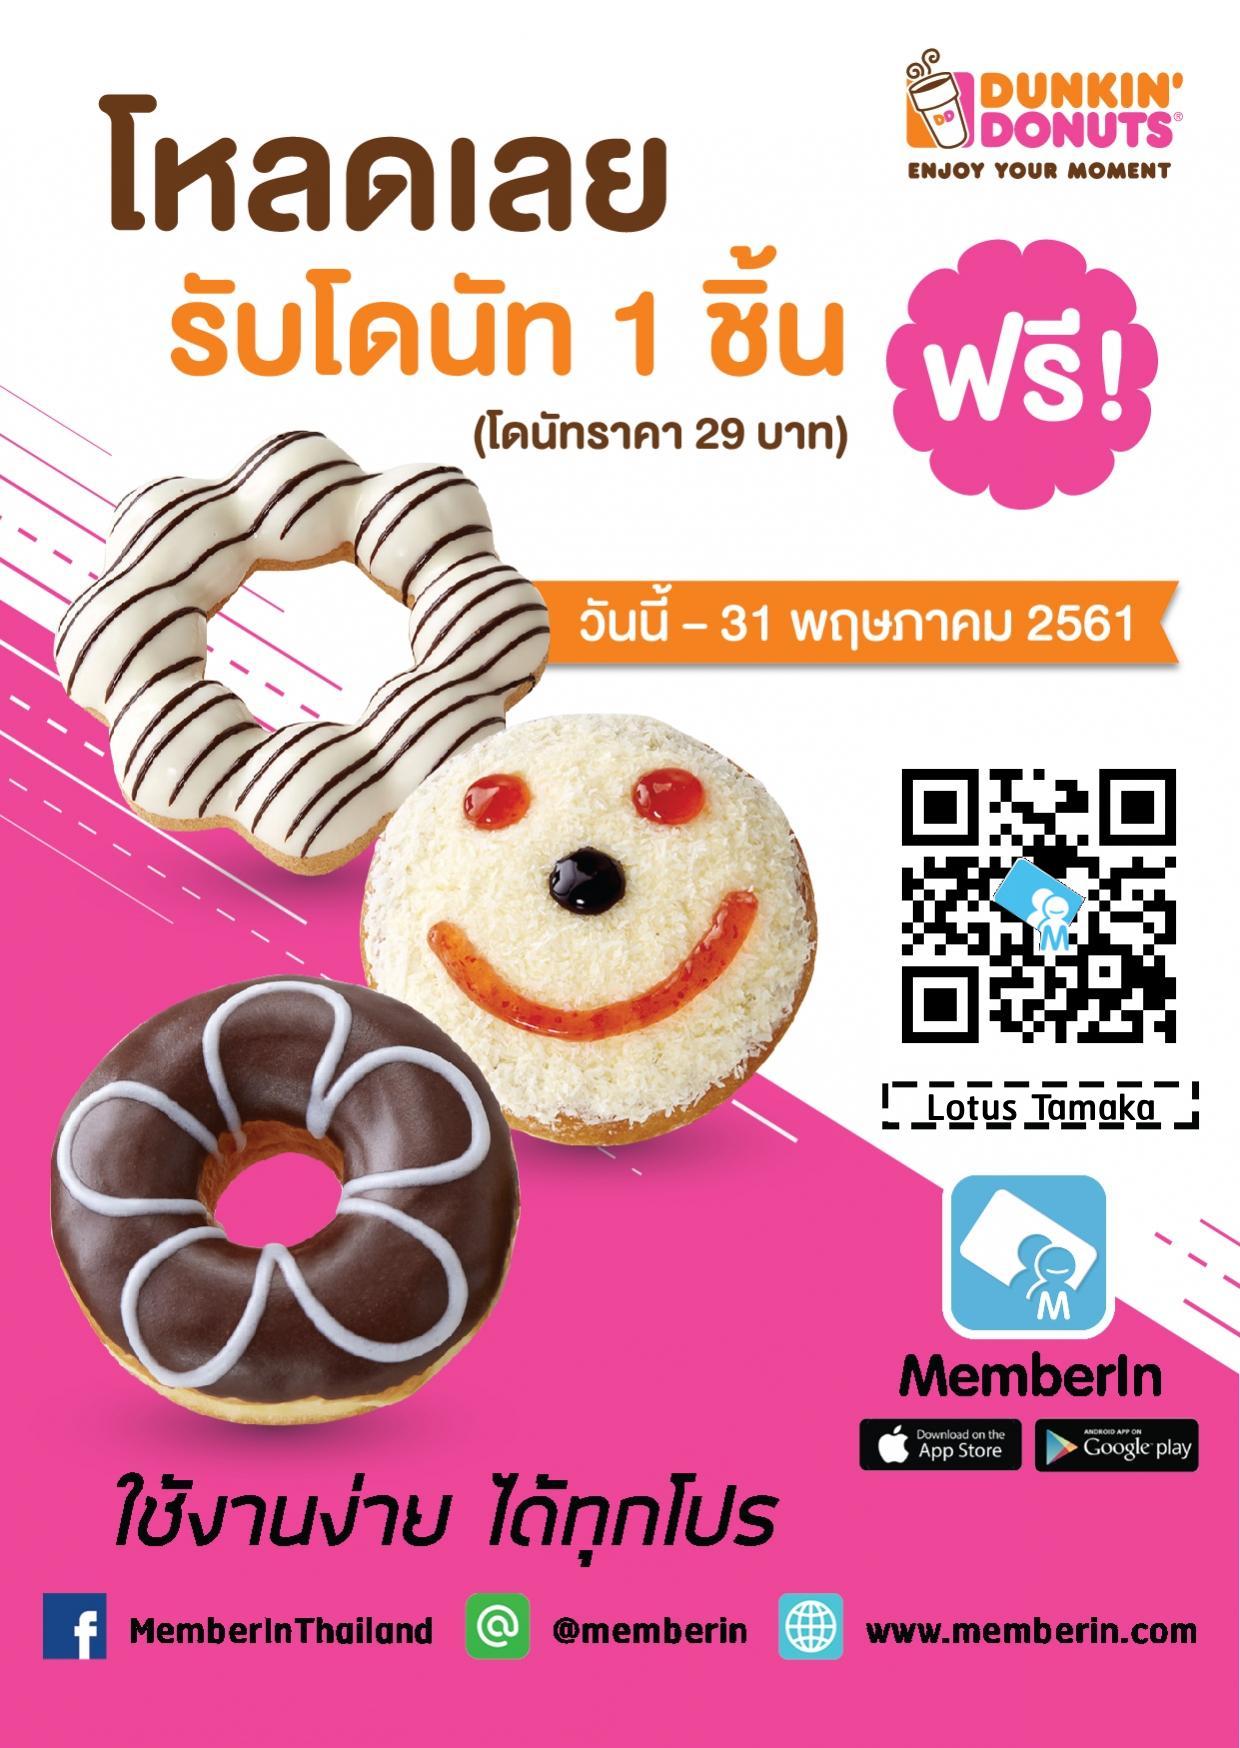 DUNKIN'
DONUTS®
ENJOY YOUR MOMENT
โหลดเลย
รับโดนัท 1 ชิ้น
ฟรี!
(โดนัทราคา 29 บาท)
วันนี้ – 31 พฤษภาคม 2561
M
Lotus Tamaka
M
MemberIn
Download on the
App Store
ANDROID APP ON
Google play
ใช้งานง่าย ได้ทุกโปร
MemberInThailand
@memberin
www.memberin.com